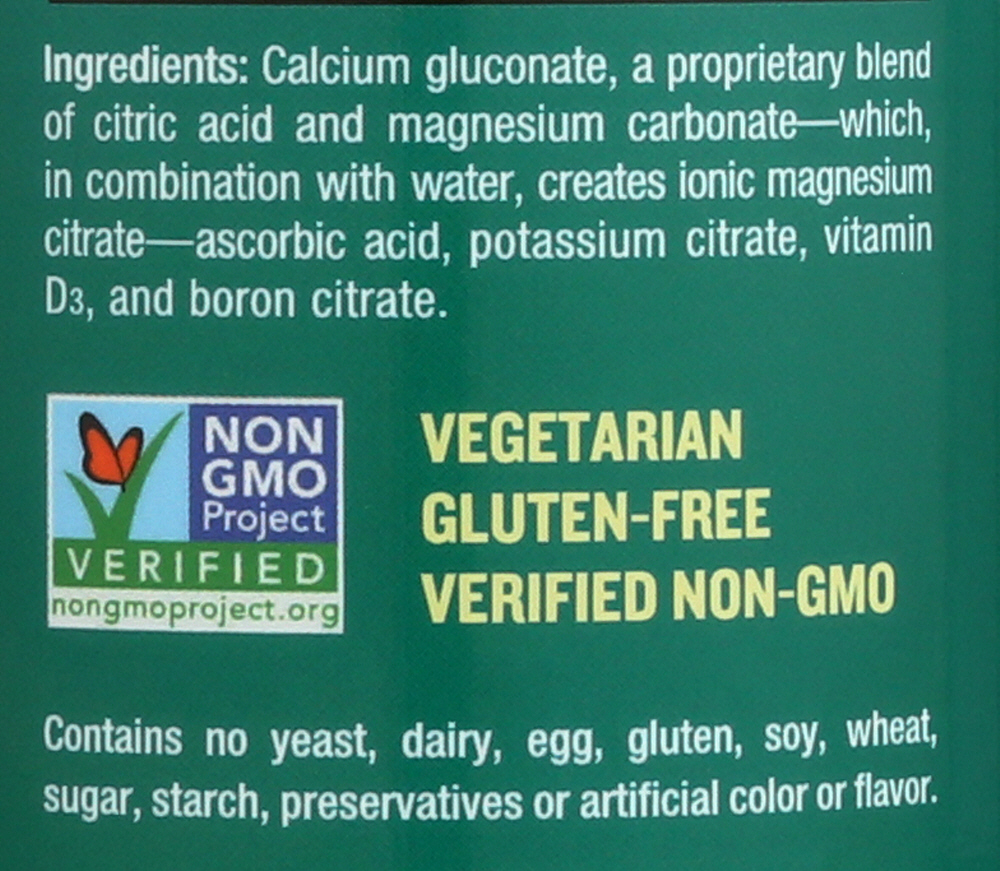 Ingredients: Calcium gluconate, a proprietary blend
of citric acid and magnesium carbonate—which,
in combination with water, creates ionic magnesium
citrate—ascorbic acid, potassium citrate, vitamin
D3, and boron citrate.
NON
GMO
Project
VERIFIED
nongmoproject.org
VEGETARIAN
GLUTEN-FREE
VERIFIED NON-GMO
Contains no yeast, dairy, egg, gluten, soy, wheat,
sugar, starch, preservatives or artificial color or flavor.